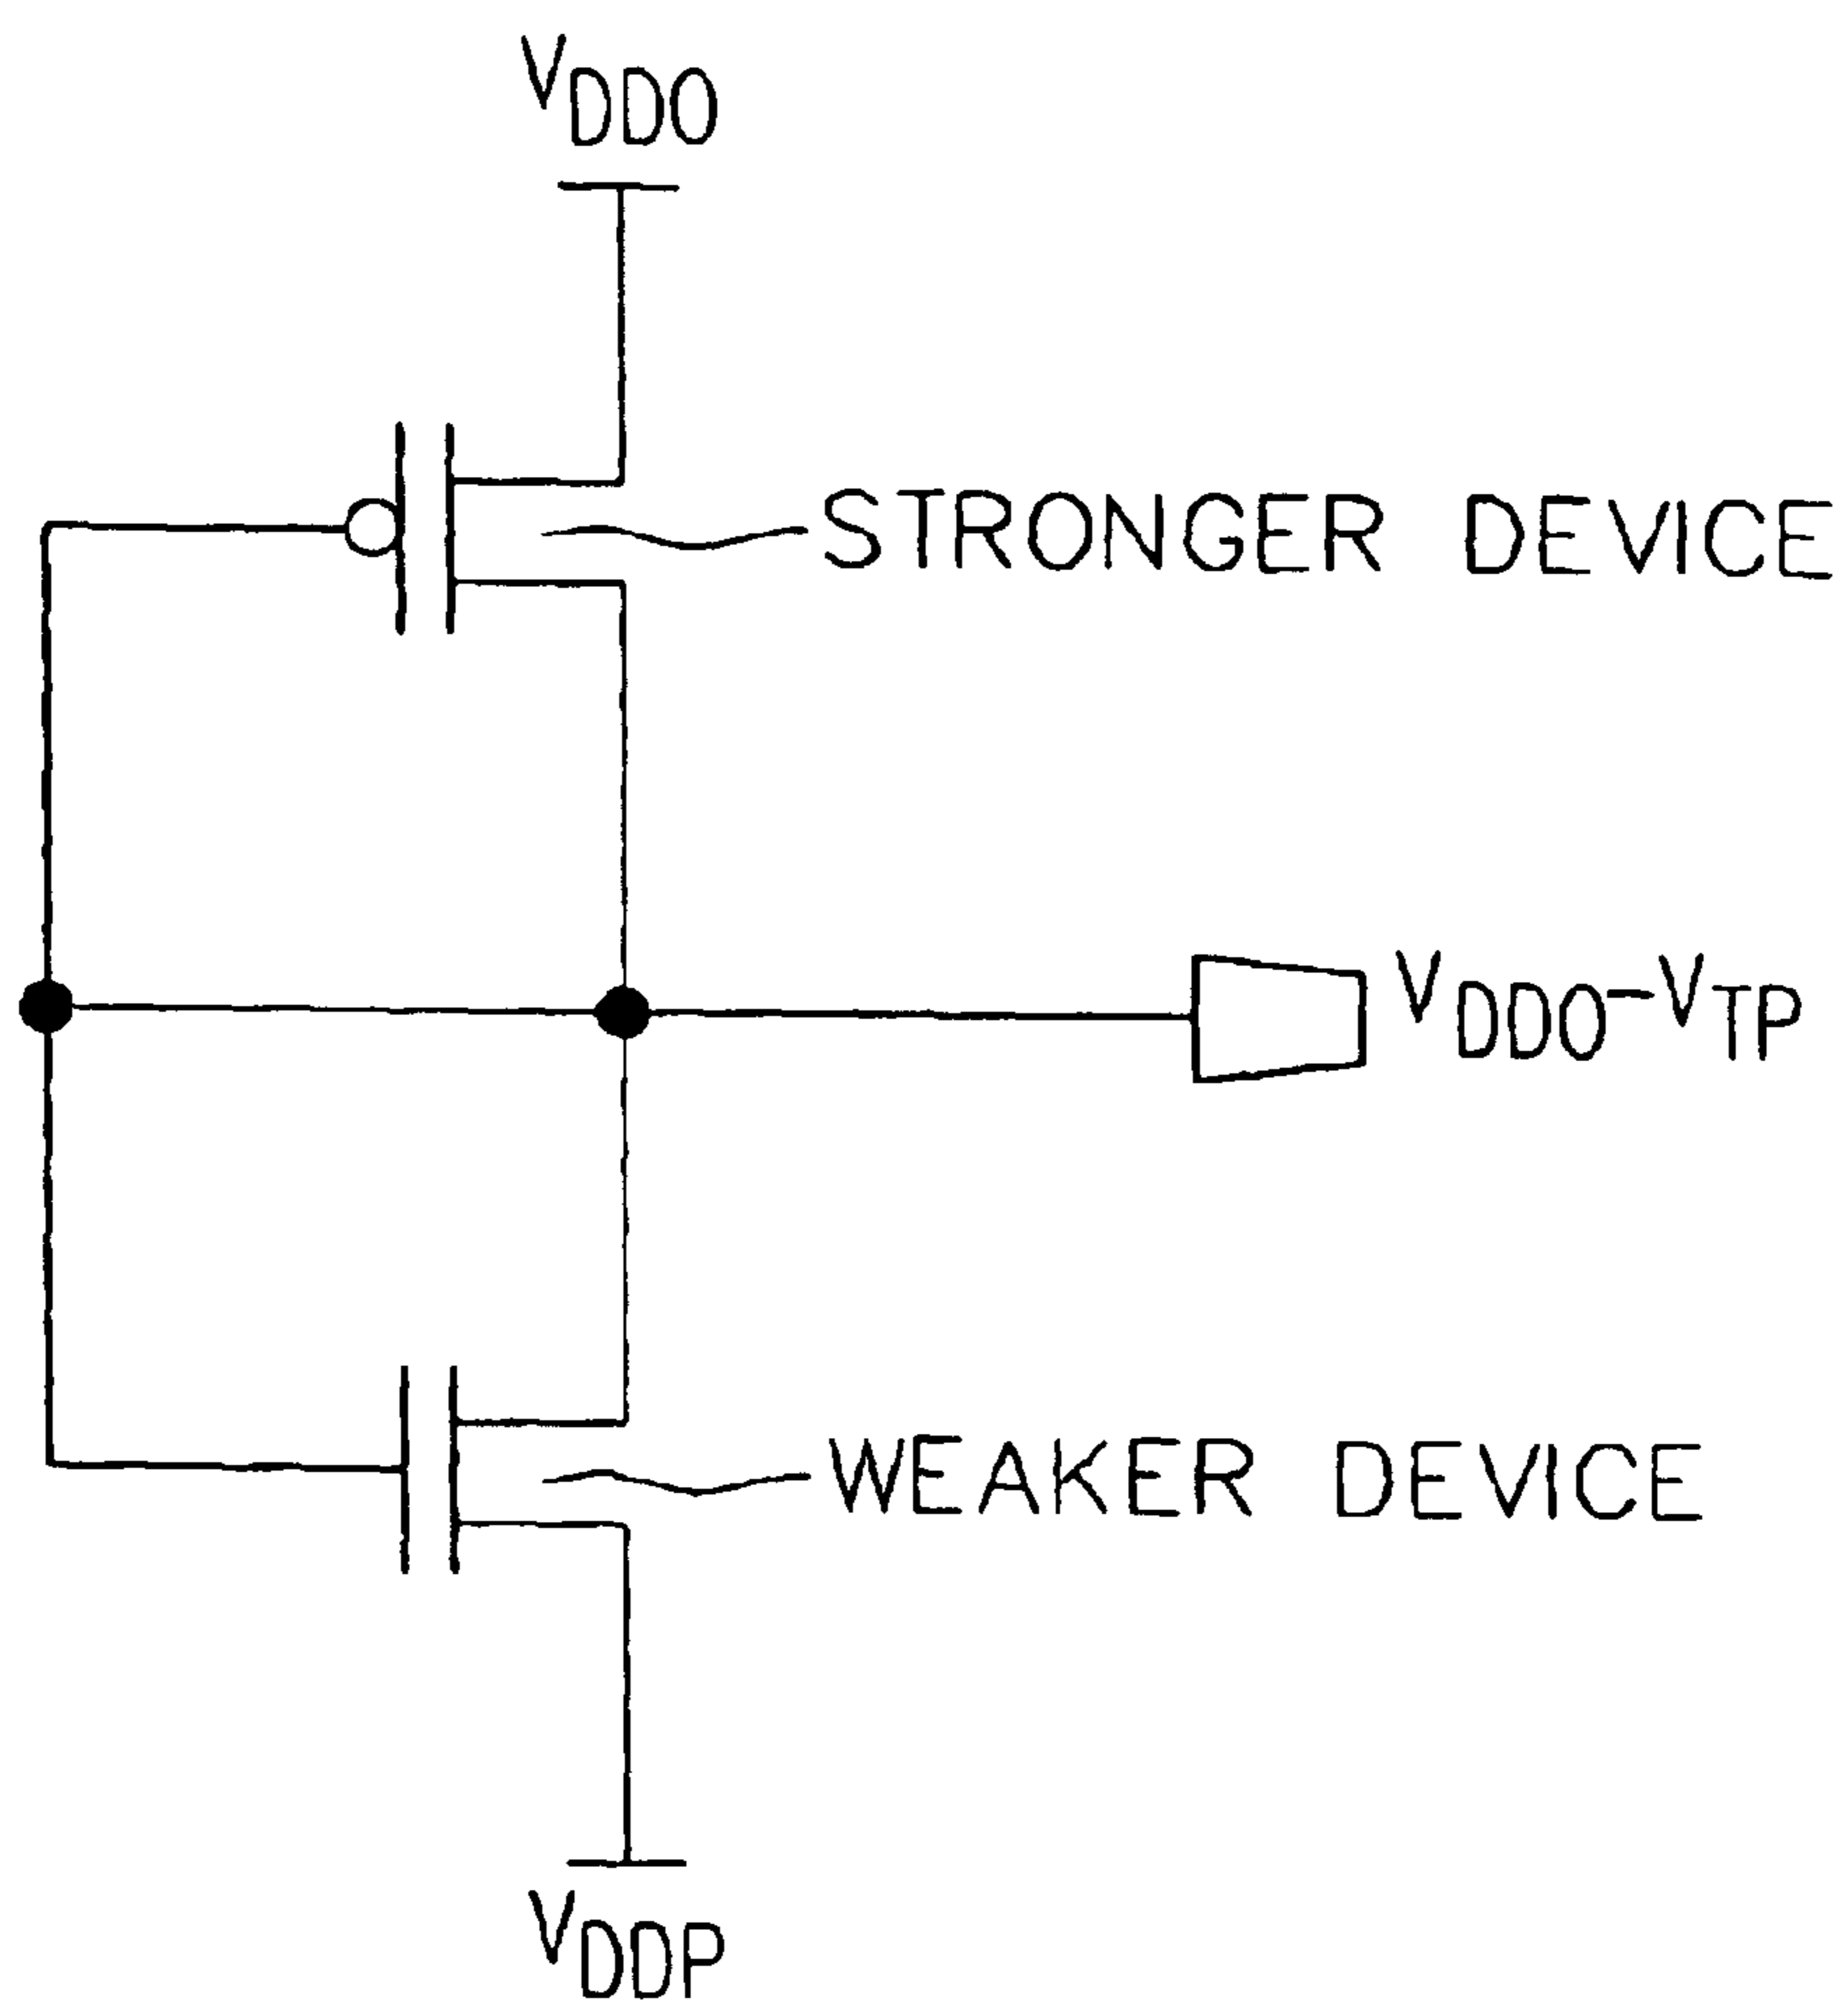 VDDO
STRONGER DEVICE
VDDO-VTP
WEAKER DEVICE
VDDP